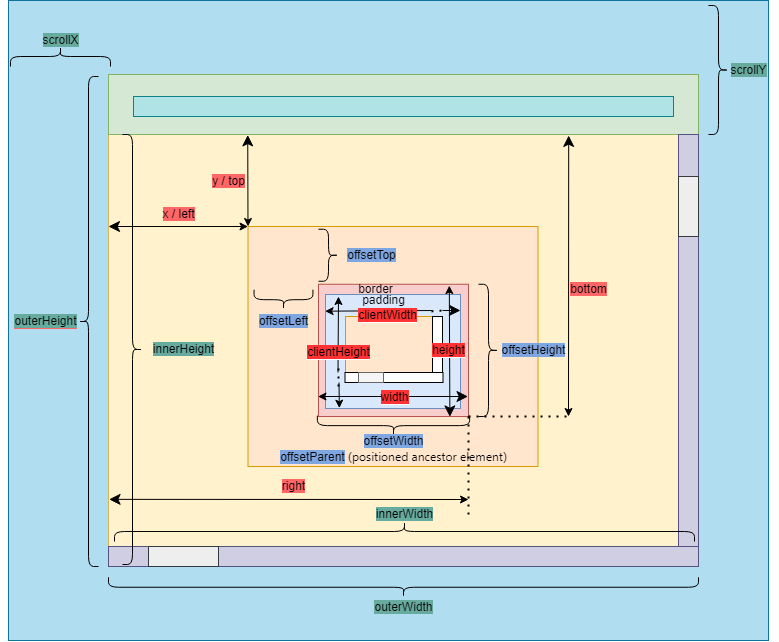 scrollX
scrollY
y / top
x / left
offsetTop
border
bottom
padding
clientWidth
outerHeight
offsetLeft
innerHeight
clientHeight
height
offsetHeight
width
offsetWidth
offsetParent (positioned ancestor element)
right
innerWidth
outerWidth